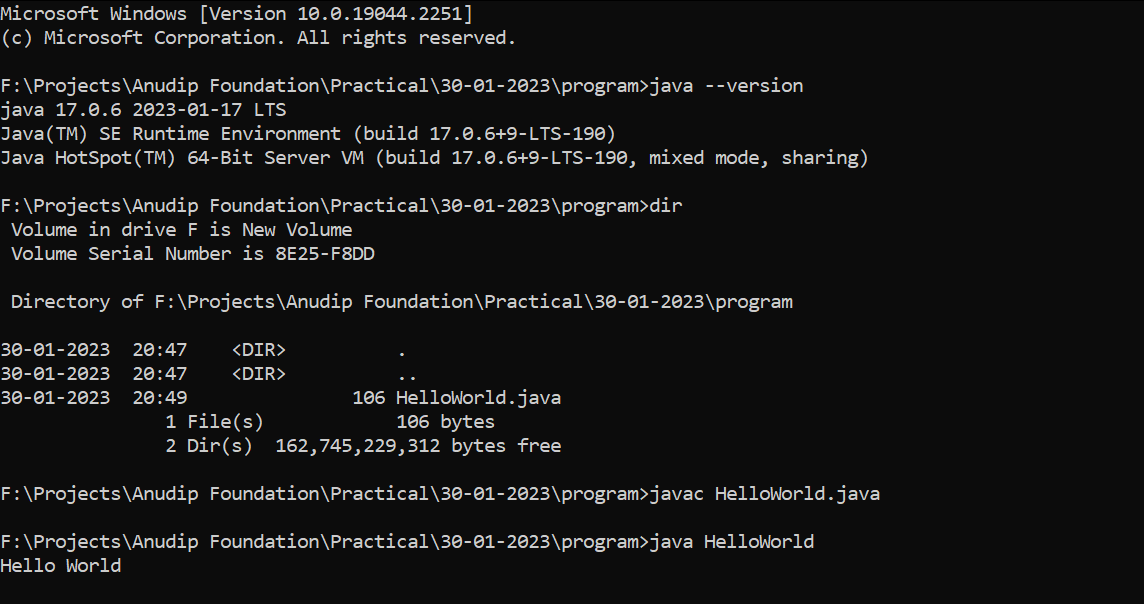 Microsoft Windows [Version 10.0.19044.2251]
(c) Microsoft Corporation. All rights reserved.
F:\Projects\Anudip Foundation\Practical\30-01-2023\program>java --version
java 17.0.6 2023-01-17 LTS
Java(TM) SE Runtime Environment (build 17.0.6+9-LTS-190)
Java HotSpot(TM) 64-Bit Server VM (build 17.0.6+9-LTS-190, mixed mode, sharing)
F:\Projects\Anudip Foundation\Practical\30-01-2023\program>dir
Volume in drive F is New Volume
Volume Serial Number is 8E25-F8DD
Directory of F:\Projects\Anudip Foundation\Practical\30-01-2023\program
30-01-2023  20:47    <DIR>          .
30-01-2023  20:47    <DIR>          ..
30-01-2023  20:49               106 HelloWorld.java
1 File(s)            106 bytes
2 Dir(s)  162,745,229,312 bytes free
F:\Projects\Anudip Foundation\Practical\30-01-2023\program>javac HelloWorld.java
F:\Projects\Anudip Foundation\Practical\30-01-2023\program>java HelloWorld
Hello World